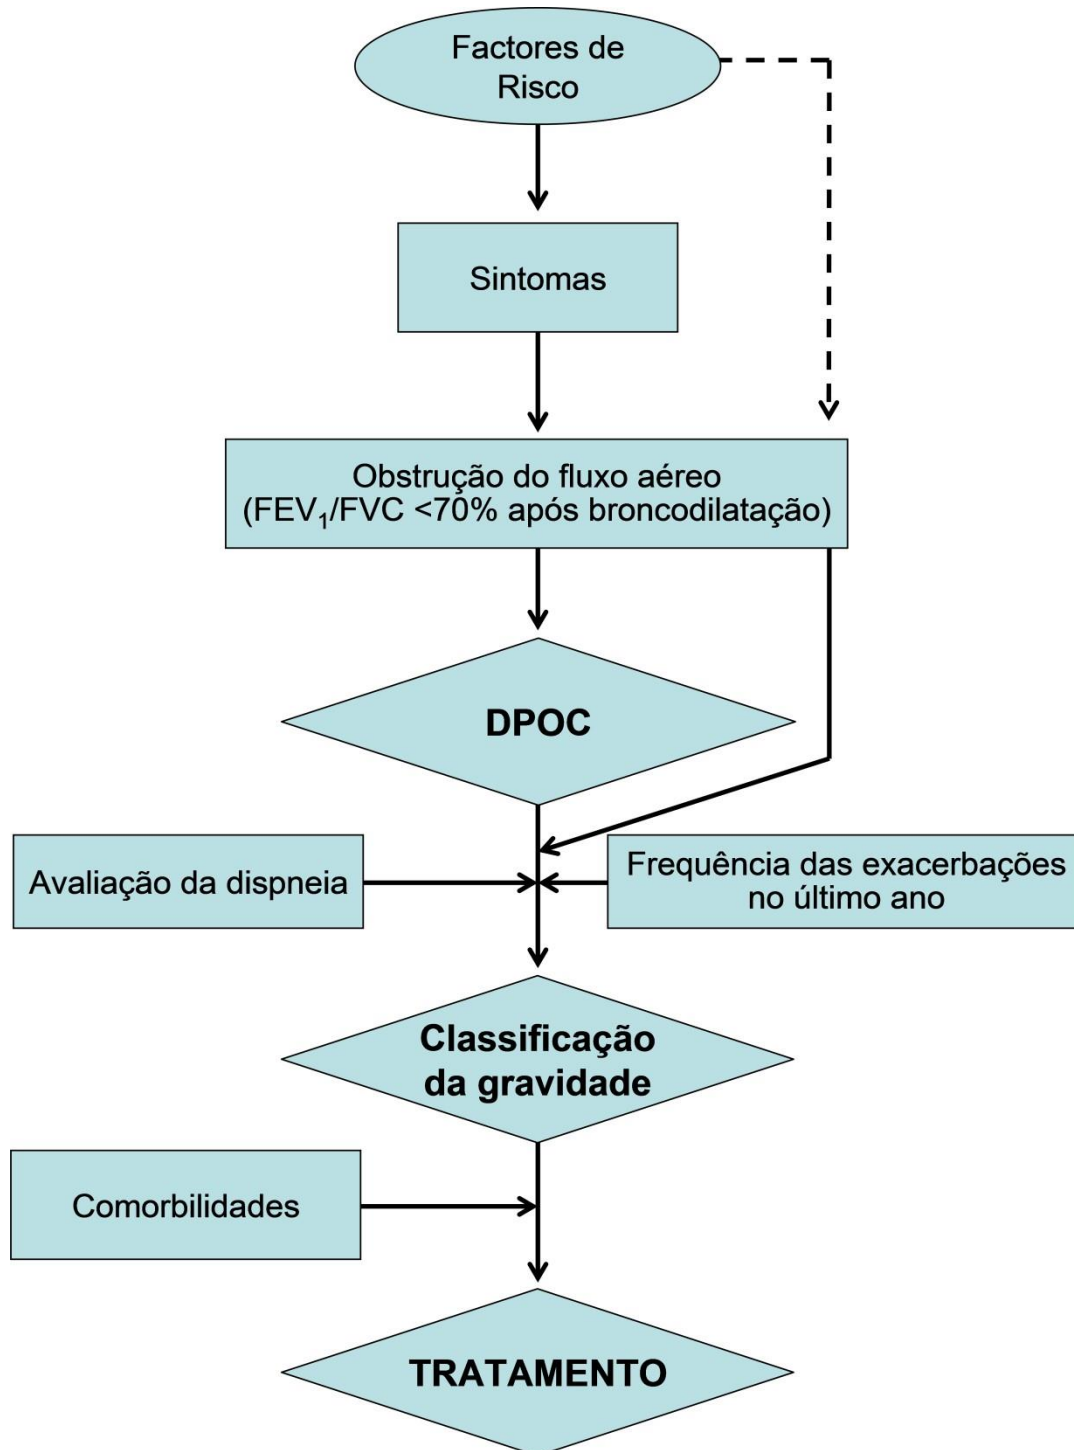 Factores de
Risco
Sintomas
Obstrução do fluxo aéreo
(FEV₁/FVC <70% após broncodilatação)
DPOC
Avaliação da dispneia
Frequência das exacerbações
no último ano
Classificação
da gravidade
Comorbilidades
TRATAMENTO